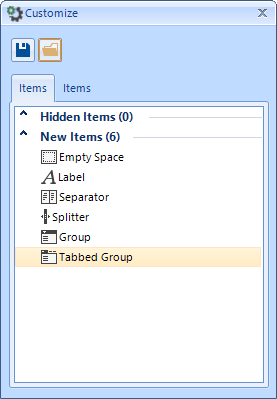 Customize
Items Items
Hidden Items (0)
New Items (6)
Empty Space
Label
Separator
Splitter
Group
Tabbed Group